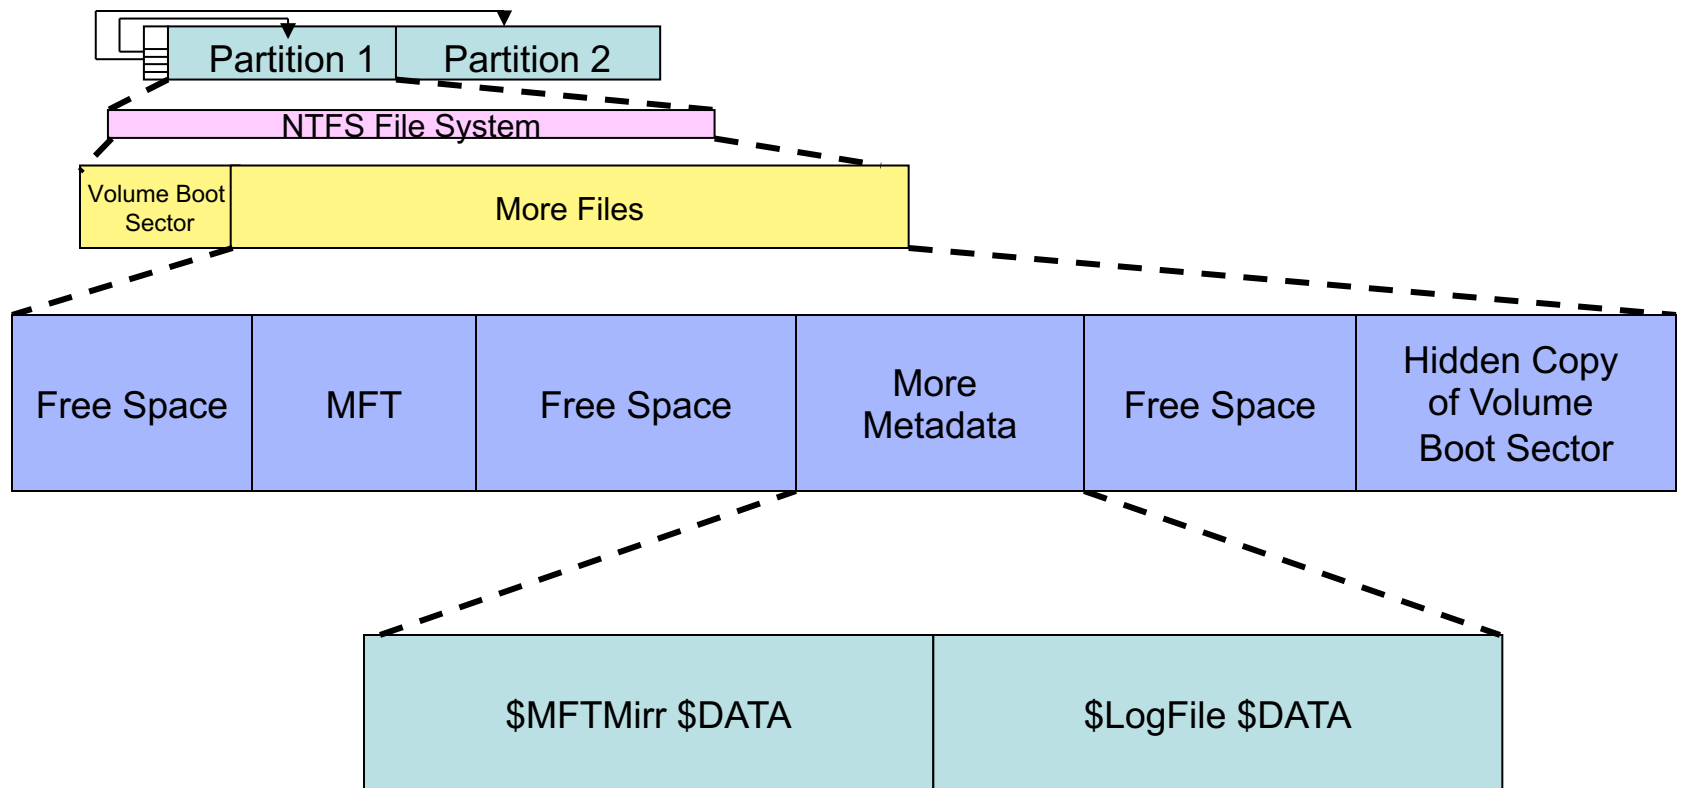 Partition 1
Partition 2
NTFS File System
Volume Boot
Sector
More Files
Free Space
MFT
Free Space
More
Metadata
Free Space
Hidden Copy
of Volume
Boot Sector
$MFTMirr $DATA
$LogFile $DATA